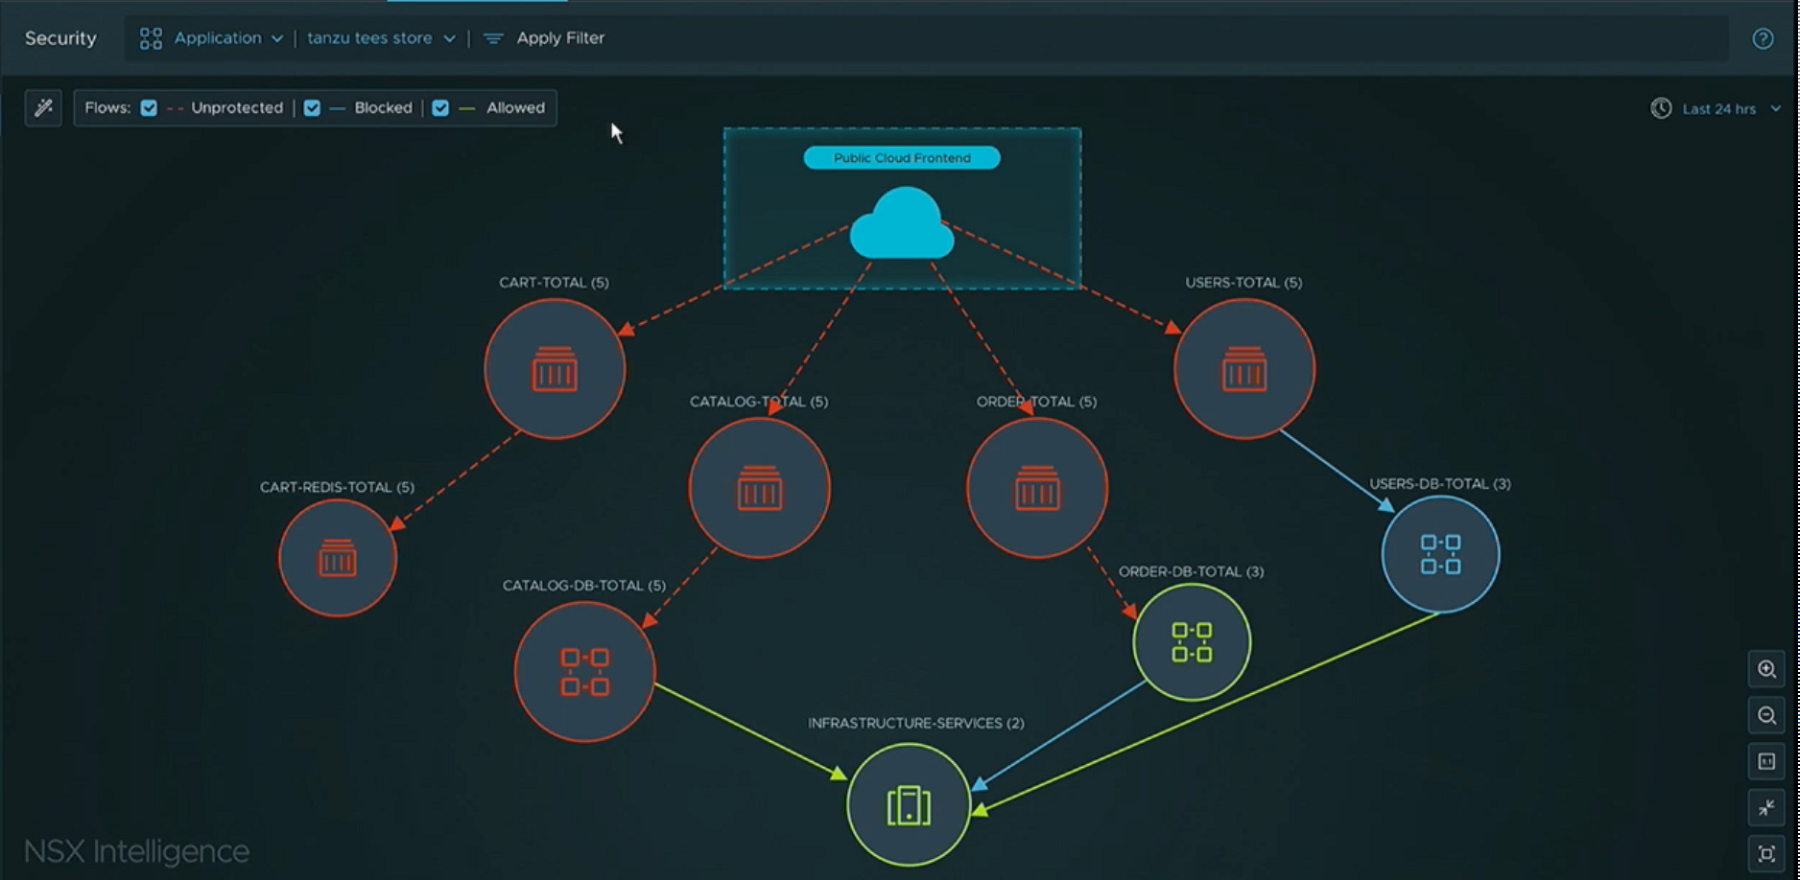 Security
Application | tanzu tees store | Apply Filter
Flows: Unprotected | Blocked | Allowed
Last 24 hrs
Public Cloud Frontend
CART-TOTAL (5)
USERS-TOTAL (5)
CATALOG-TOTAL (5)
ORDER-TOTAL (5)
CART-REDIS-TOTAL (5)
USERS-DB-TOTAL (3)
CATALOG-DB-TOTAL (5)
ORDER-DB-TOTAL (3)
INFRASTRUCTURE-SERVICES (2)
1:1
NSX Intelligence